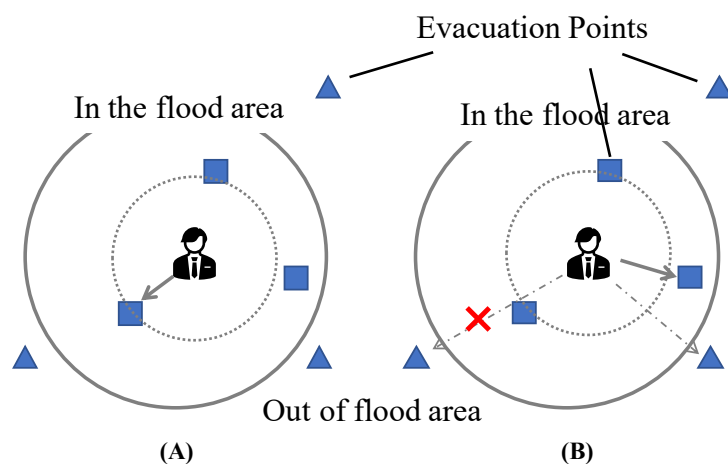 Evacuation Points
In the flood area
In the flood area
Out of flood area
(A)
(B)